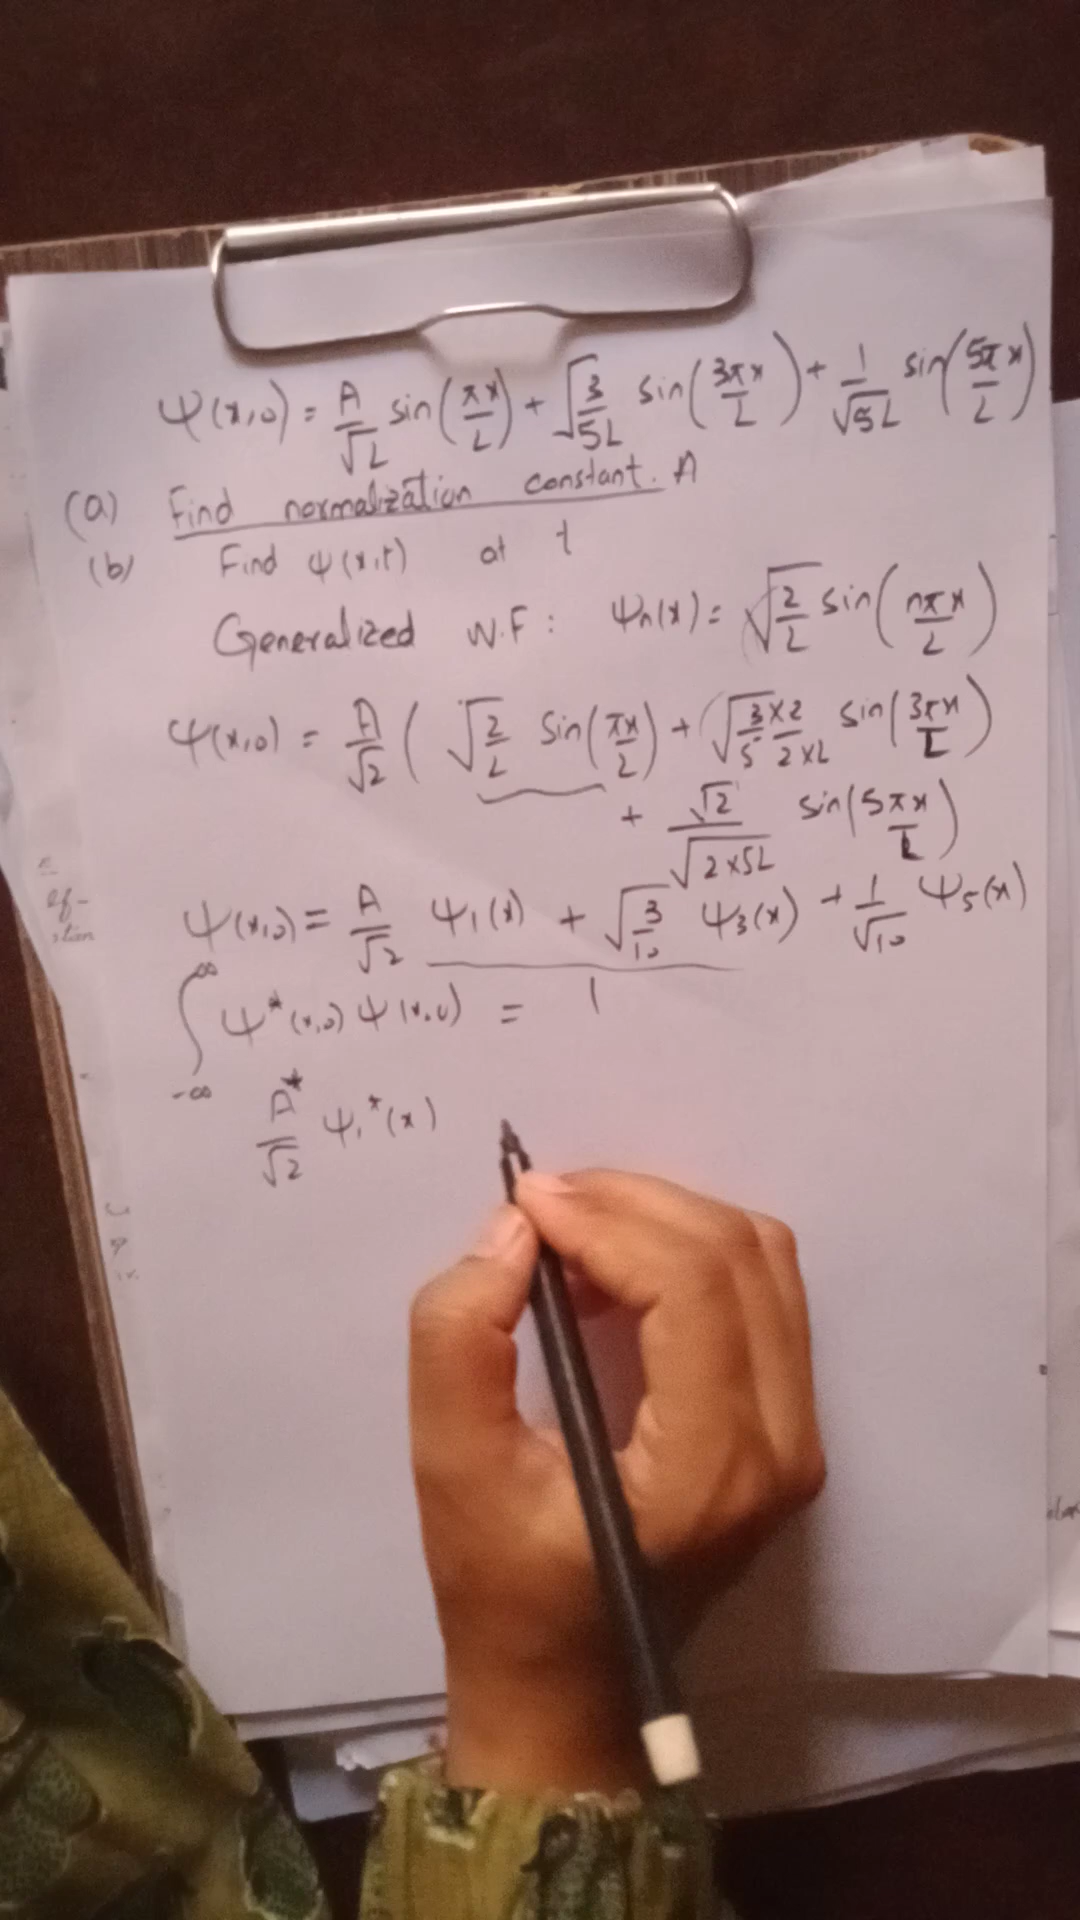 ψ(x,0) = A/√L sin(πx/L) + √(3/5L) sin(3πx/L) + 1/√5L sin(5πx/L)
(a) Find normalization constant. A
(b) Find ψ(x,t) at t
Generalized W.F : ψn(x) = √(2/L) sin(nπx/L)
ψ(x,0) = A/√2 ( √(2/L) sin(πx/L) + √(3/5 × 2/2×L) sin(3πx/L)
+ √2/√2×5L sin(5πx/L)
ψ(x,0) = A/√2 ψ₁(x) + √(3/10) ψ₃(x) + 1/√10 ψ₅(x)
∫_{-∞}^{∞} ψ*(x,0) ψ(x,0) = 1
A*/√2 ψ₁*(x)